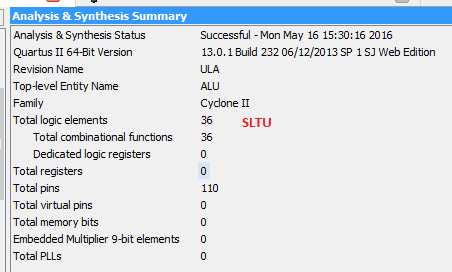 Analysis & Synthesis Summary
Analysis & Synthesis Status Successful - Mon May 16 15:30:16 2016
Quartus II 64-Bit Version 13.0.1 Build 232 06/12/2013 SP 1 SJ Web Edition
Revision Name ULA
Top-level Entity Name ALU
Family Cyclone II
Total logic elements 36 SLTU
Total combinational functions 36
Dedicated logic registers 0
Total registers 0
Total pins 110
Total virtual pins 0
Total memory bits 0
Embedded Multiplier 9-bit elements 0
Total PLLs 0